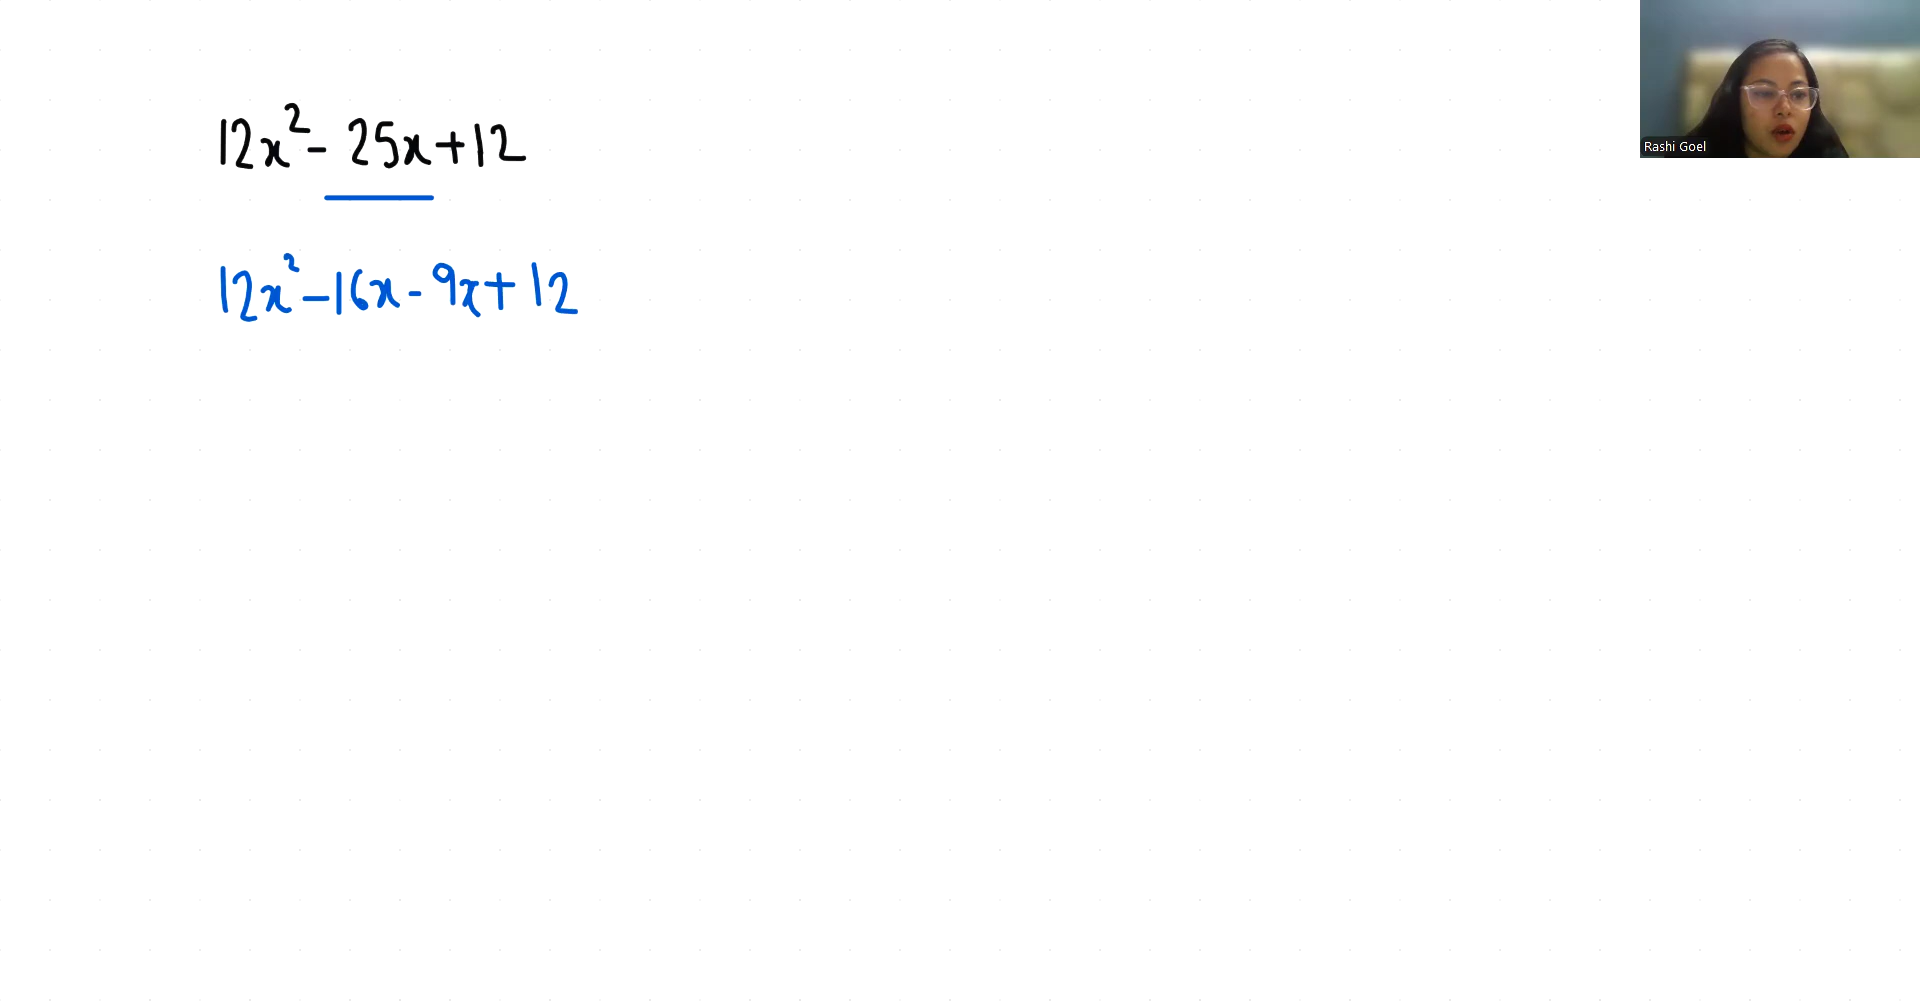 12x² - 25x + 12
Rashi Goel
12x² - 16x - 9x + 12